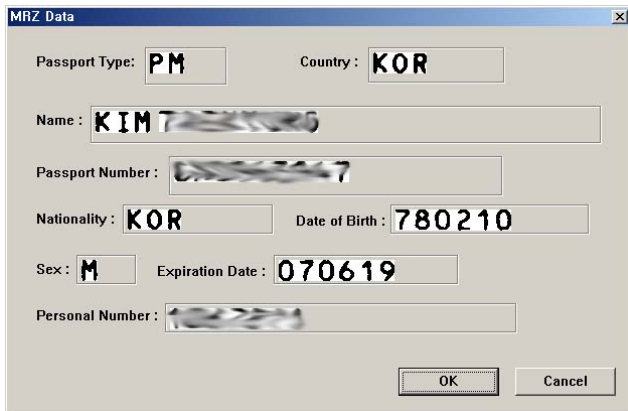 MRZ Data
Passport Type: PM Country : KOR
Name : KIM
Passport Number :
Nationality : KOR Date of Birth : 780210
Sex : M Expiration Date : 070619
Personal Number :
OK Cancel